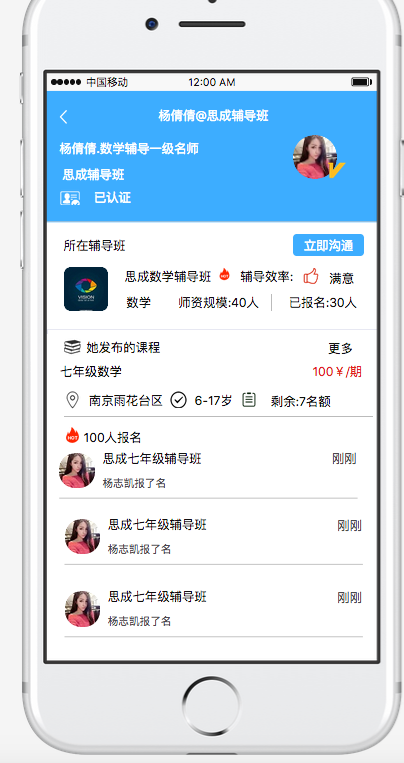 中国移动 12:00 AM
杨倩倩@思成辅导班
杨倩倩.数学辅导一级名师
思成辅导班
已认证
所在辅导班 立即沟通
思成数学辅导班 HOT 辅导效率: 满意
VISION
数学 师资规模:40人 已报名:30人
她发布的课程 更多
七年级数学 100￥/期
南京雨花台区 6-17岁 剩余:7名额
HOT 100人报名
思成七年级辅导班 刚刚
杨志凯报了名
思成七年级辅导班 刚刚
杨志凯报了名
思成七年级辅导班 刚刚
杨志凯报了名